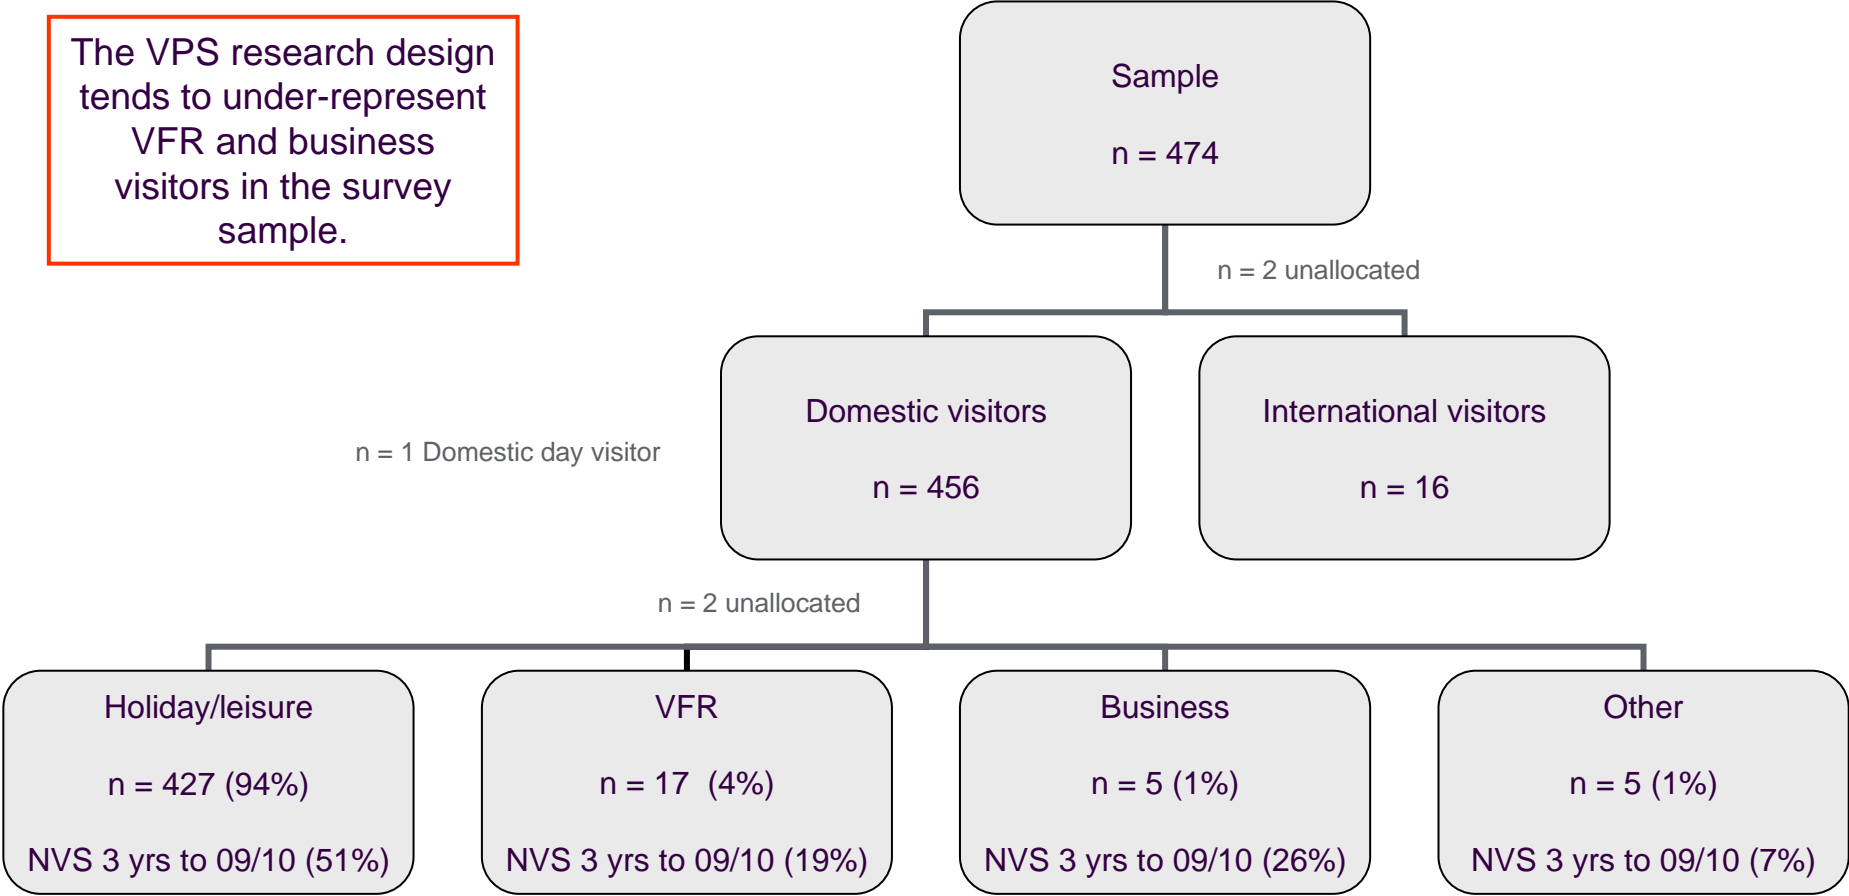 The VPS research design
tends to under-represent
VFR and business
visitors in the survey
sample.
Sample
n = 474
n = 2 unallocated
Domestic visitors
n = 456
International visitors
n = 16
n = 1 Domestic day visitor
n = 2 unallocated
Holiday/leisure
n = 427 (94%)
NVS 3 yrs to 09/10 (51%)
VFR
n = 17  (4%)
NVS 3 yrs to 09/10 (19%)
Business
n = 5 (1%)
NVS 3 yrs to 09/10 (26%)
Other
n = 5 (1%)
NVS 3 yrs to 09/10 (7%)